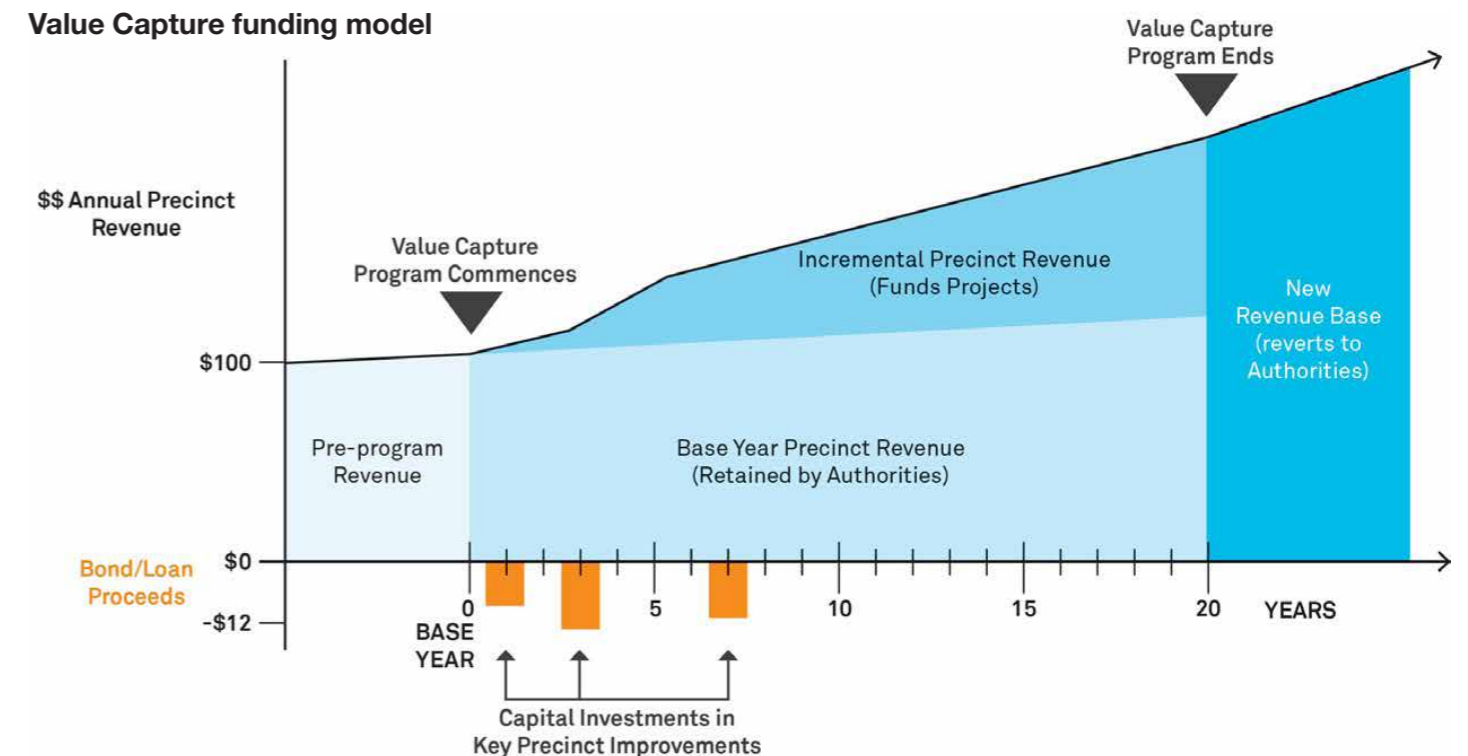 Value Capture funding model
Value Capture
Program Ends
$$ Annual Precinct
Revenue
Value Capture
Program Commences
Incremental Precinct Revenue
(Funds Projects)
New
Revenue Base
(reverts to
Authorities)
$100
Pre-program
Revenue
Base Year Precinct Revenue
(Retained by Authorities)
$0
Bond/Loan
Proceeds
-$12
0
5
10
15
20
YEARS
BASE
YEAR
Capital Investments in
Key Precinct Improvements